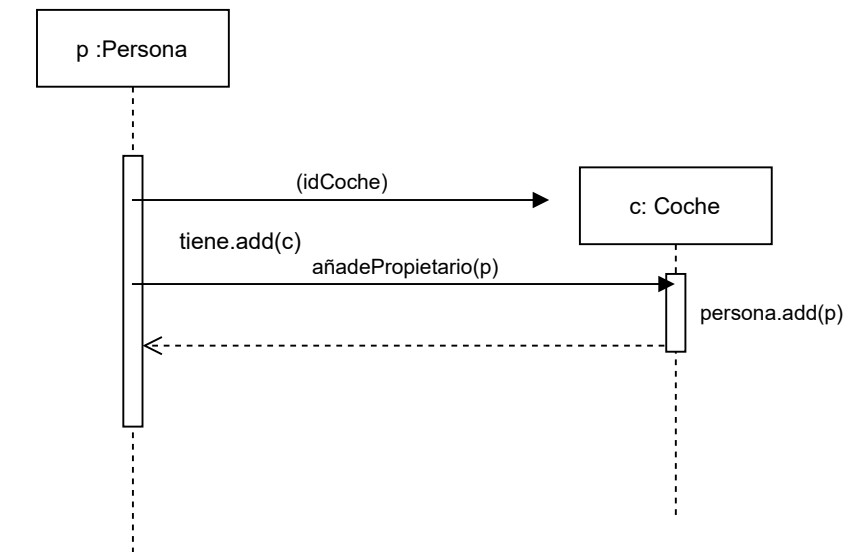 p :Persona
(idCoche)
c: Coche
tiene.add(c)
añadePropietario(p)
persona.add(p)